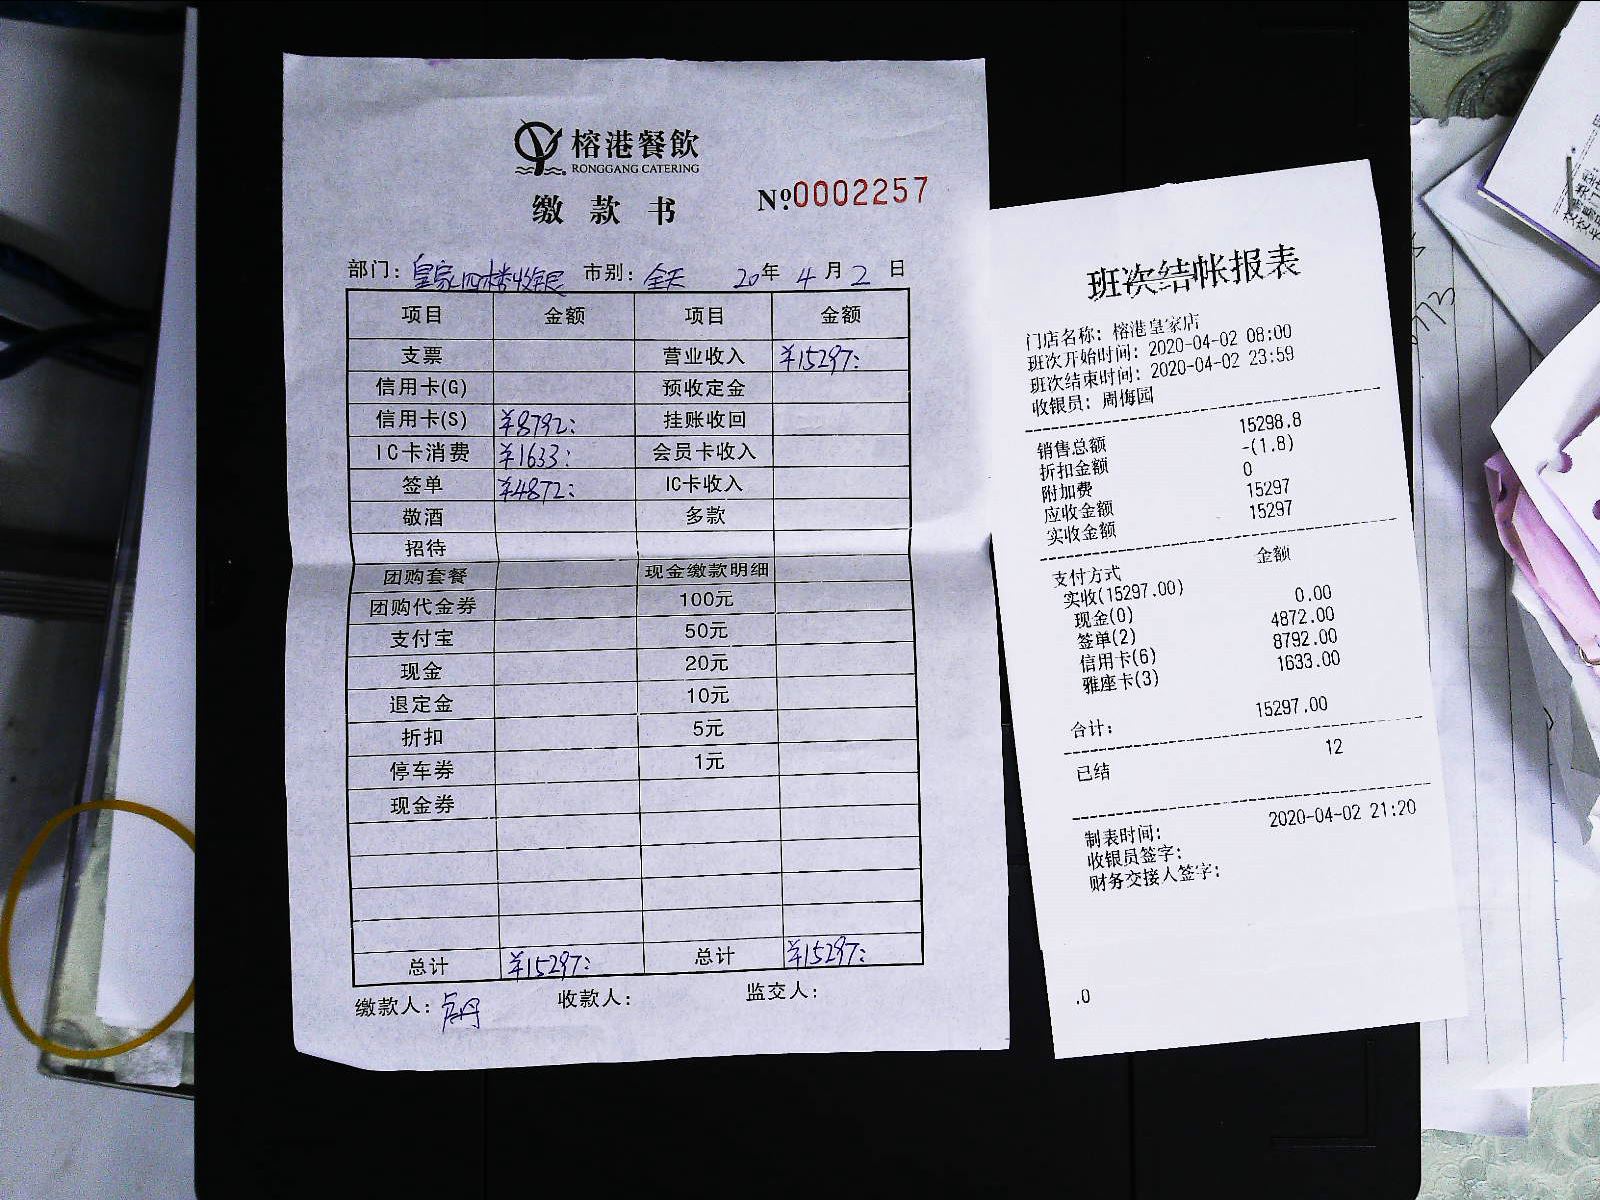 榕港餐飲
RONGGANG CATERING
缴款书
Nº0002257
部门：皇家四楼收银 市别：全天 20年 4月 2日
项目 金额 项目 金额
支票 营业收入 ¥15297：
信用卡(G) 预收定金
信用卡(S) ¥8792： 挂账收回
IC卡消费 ¥1633： 会员卡收入
签单 ¥4872： IC卡收入
敬酒 多款
招待
团购套餐 现金缴款明细
团购代金券 100元
支付宝 50元
现金 20元
退定金 10元
折扣 5元
停车券 1元
现金券
总计 ¥15297： 总计 ¥15297：
缴款人： 收款人： 监交人：
班次结帐报表
门店名称：榕港皇家店
班次开始时间：2020-04-02 08:00
班次结束时间：2020-04-02 23:59
收银员：周侮园
销售总额 15298.8
折扣金额 -(1.8)
附加费 0
应收金额 15297
实收金额 15297
支付方式 金额
实收(15297.00)
现金(0) 0.00
签单(2) 4872.00
信用卡(6) 8792.00
雅座卡(3) 1633.00
合计： 15297.00
已结 12
制表时间： 2020-04-02 21:20
收银员签字：
财务交接人签字：
.0